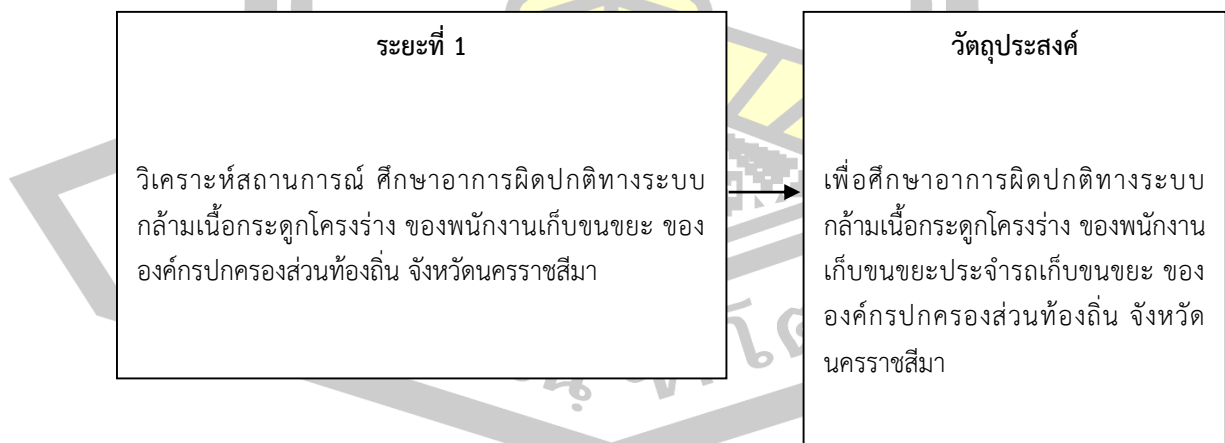 ระยะที่ 1
วิเคราะห์สถานการณ์ ศึกษาอาการผิดปกติทางระบบ
กล้ามเนื้อกระดูกโครงร่าง ของพนักงานเก็บขนขยะ ของ
องค์กรปกครองส่วนท้องถิ่น จังหวัดนครราชสีมา
วัตถุประสงค์
เพื่อศึกษาอาการผิดปกติทางระบบ
กล้ามเนื้อกระดูกโครงร่าง ของพนักงาน
เก็บขนขยะประจำรถเก็บขนขยะ ของ
องค์กรปกครองส่วนท้องถิ่น จังหวัด
นครราชสีมา